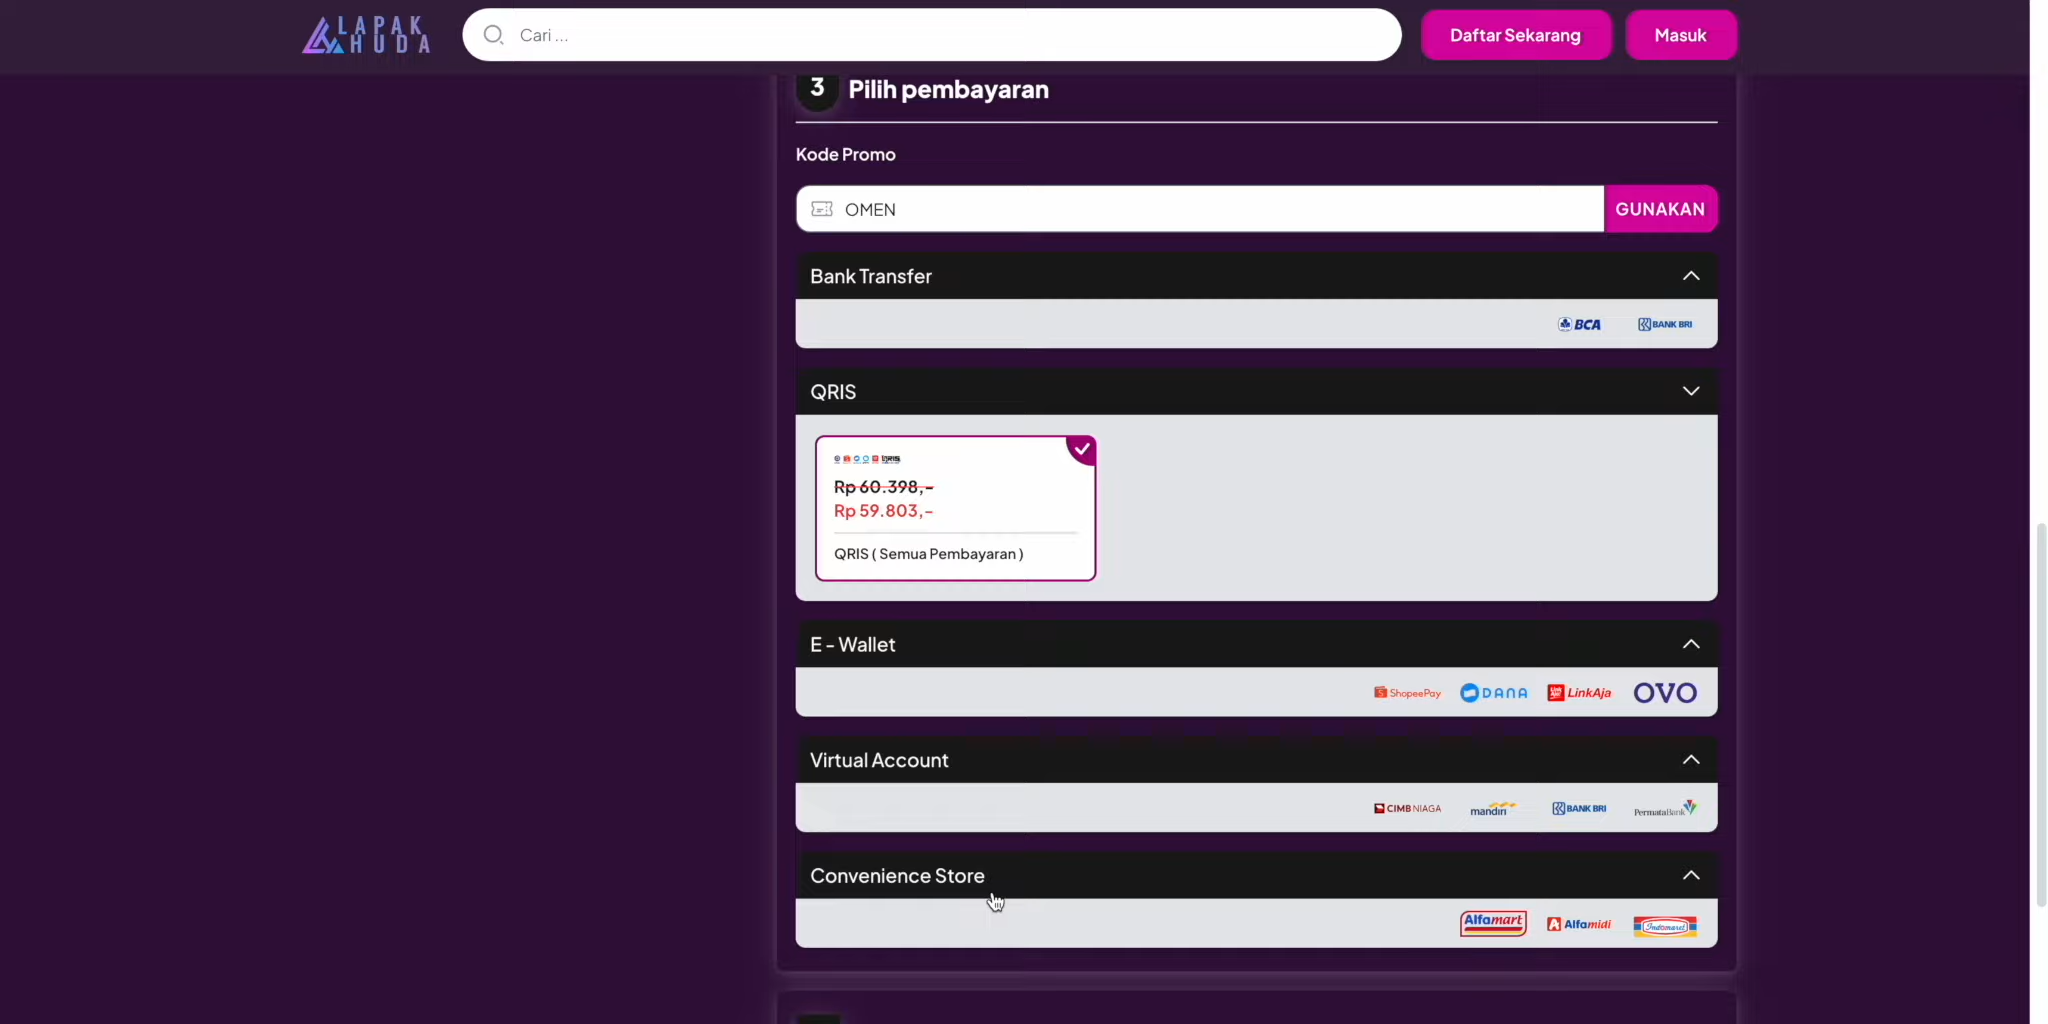 LAPAK
HUDA
Cari ...
Daftar Sekarang
Masuk
3 Pilih pembayaran
Kode Promo
OMEN
GUNAKAN
Bank Transfer
BCA
BANK BRI
QRIS
QRIS
Rp 60.398,-
Rp 59.803,-
QRIS ( Semua Pembayaran )
E - Wallet
ShopeePay
DANA
LinkAja
OVO
Virtual Account
CIMB NIAGA
mandiri
BANK BRI
PermataBank
Convenience Store
Alfamart
Alfamidi
Indomaret